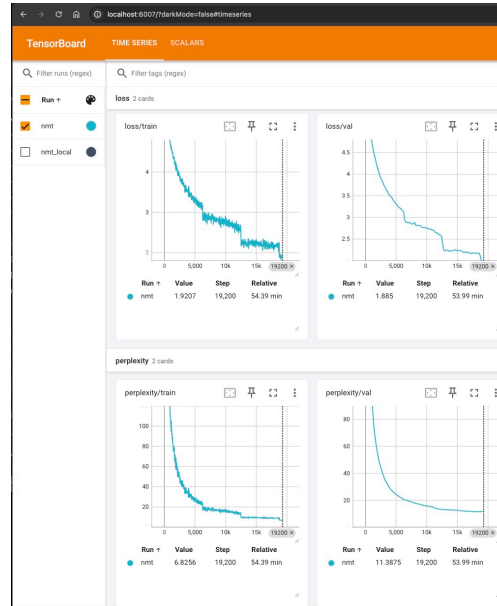 localhost:6007/?darkMode=false#timeseries
TensorBoard TIME SERIES SCALARS
Filter runs (regex) Filter tags (regex)
Run ↑
nmt
nmt_local
loss 2 cards
loss/train
4
3
2
0 5,000 10k 15k 19200 ×
Run ↑ Value Step Relative
nmt 1.9207 19,200 54.39 min
loss/val
4.5
4
3.5
3
2.5
0 5,000 10k 15k 19200 ×
Run ↑ Value Step Relative
nmt 1.885 19,200 53.99 min
perplexity 2 cards
perplexity/train
100
80
60
40
20
0 5,000 10k 15k 19200 ×
Run ↑ Value Step Relative
nmt 6.8256 19,200 54.39 min
perplexity/val
80
60
40
20
0 5,000 10k 15k 19200 ×
Run ↑ Value Step Relative
nmt 11.3875 19,200 53.99 min